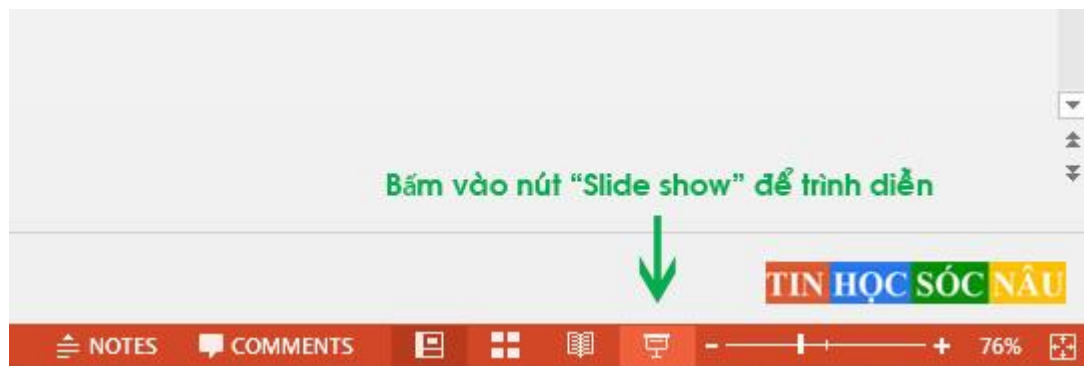 Bấm vào nút “Slide show” để trình diễn
TIN HỌC SÓC NÂU
NOTES COMMENTS - + 76%